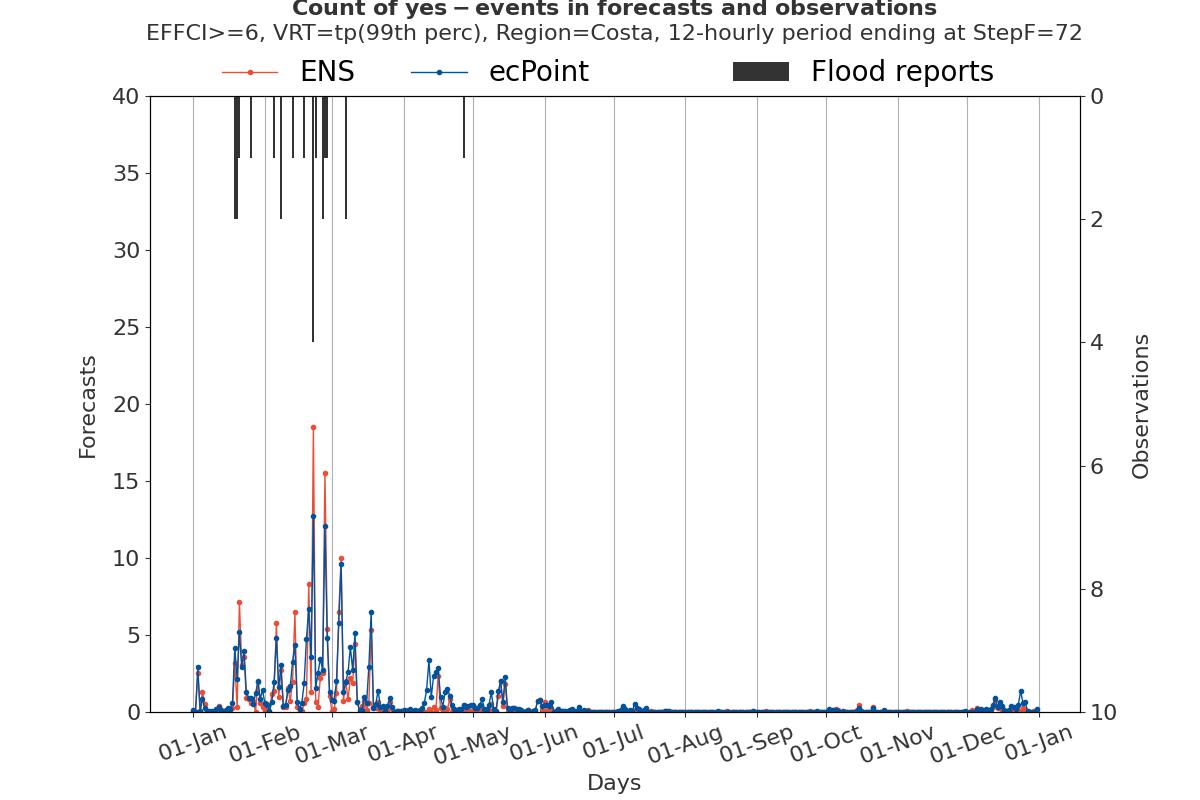 Count of yes − events in forecasts and observations
EFFCI>=6, VRT=tp(99th perc), Region=Costa, 12-hourly period ending at StepF=72
ENS ecPoint Flood reports
40 0
35
30 2
25
4
20
6
15
10
8
5
0 10
Forecasts
Observations
01-Jan 01-Feb 01-Mar 01-Apr 01-May 01-Jun 01-Jul 01-Aug 01-Sep 01-Oct 01-Nov 01-Dec 01-Jan
Days